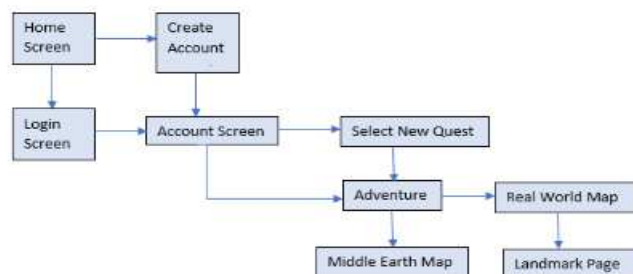 Home
Screen
Create
Account
Login
Screen
Account Screen
Select New Quest
Adventure
Real World Map
Middle Earth Map
Landmark Page